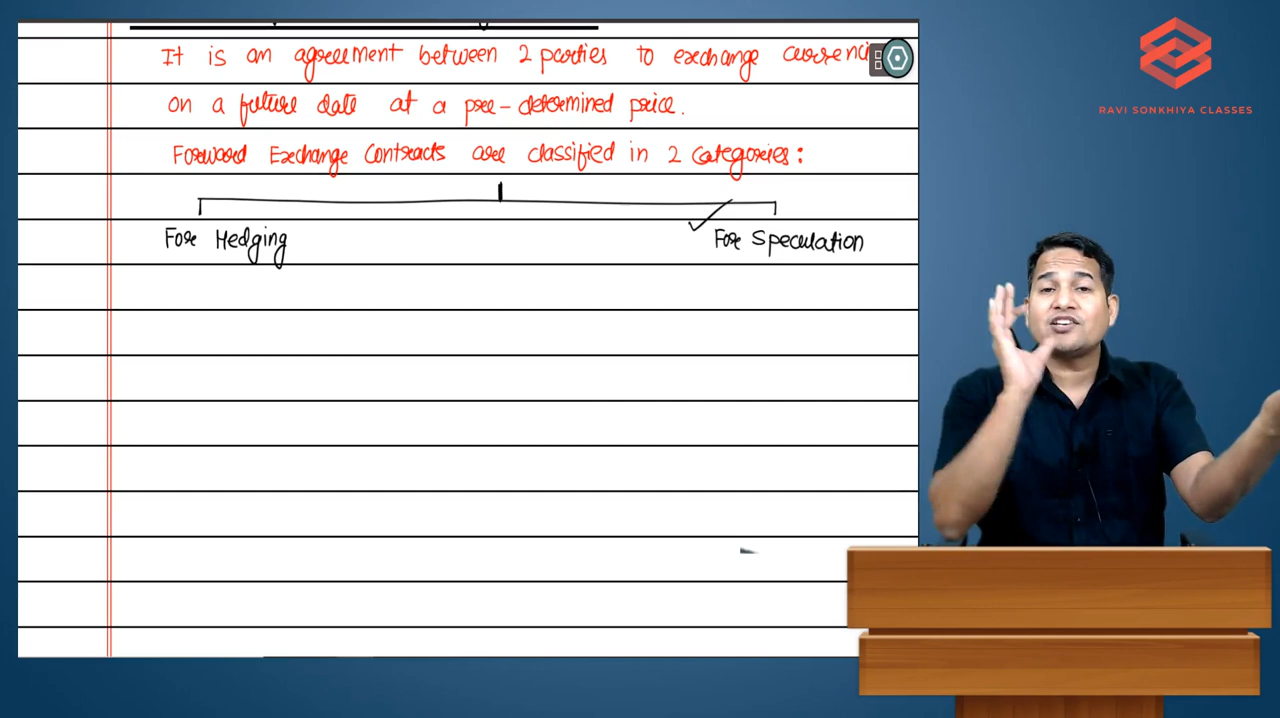 It is an agreement between 2 parties to exchange
on a future date at a pre-determined price.
Forward Exchange Contracts are classified in 2 categories:
For Hedging
For Speculation
RAVI SONKHIYA CLASSES